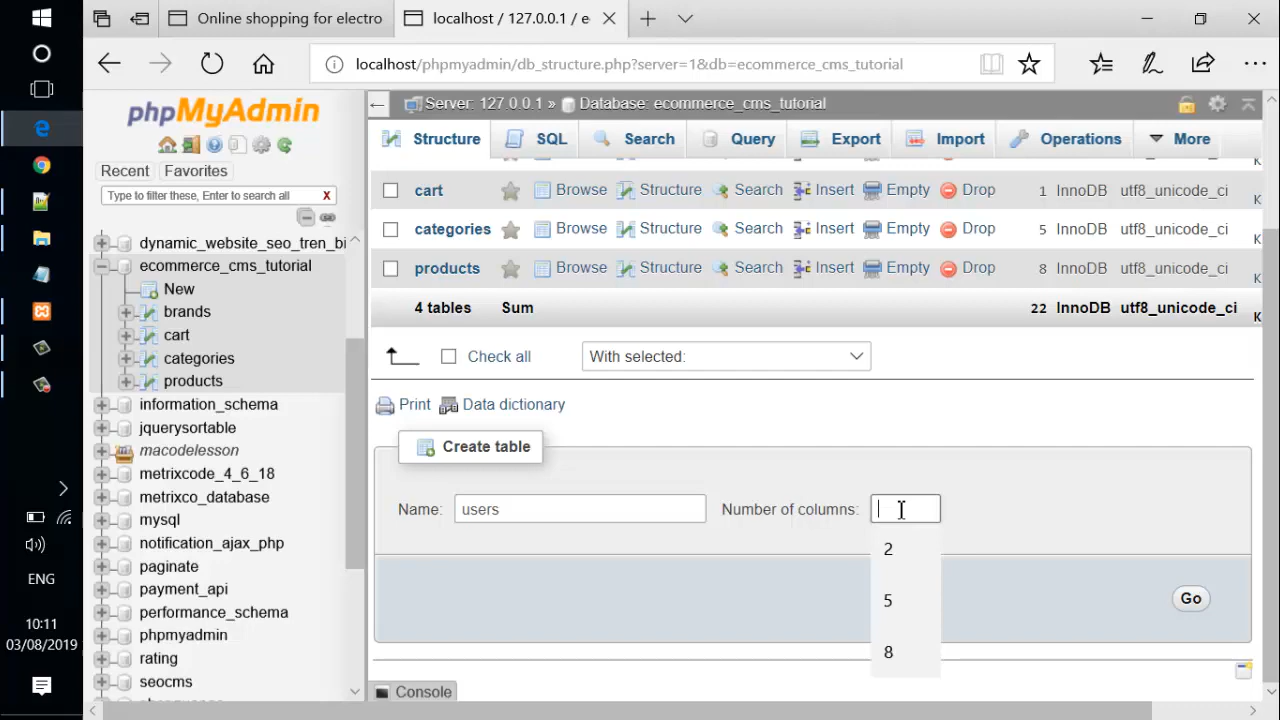 Online shopping for electro
localhost / 127.0.0.1 / e
localhost/phpmyadmin/db_structure.php?server=1&db=ecommerce_cms_tutorial
phpMyAdmin
Recent Favorites
Type to filter these, Enter to search all X
dynamic_website_seo_tren_bi
ecommerce_cms_tutorial
New
brands
cart
categories
products
information_schema
jquerysortable
macodelesson
metrixcode_4_6_18
metrixco_database
mysql
notification_ajax_php
paginate
payment_api
performance_schema
phpmyadmin
rating
seocms
Server: 127.0.0.1 » Database: ecommerce_cms_tutorial
Structure SQL Search Query Export Import Operations More
cart Browse Structure Search Insert Empty Drop 1 InnoDB utf8_unicode_ci K
categories Browse Structure Search Insert Empty Drop 5 InnoDB utf8_unicode_ci K
products Browse Structure Search Insert Empty Drop 8 InnoDB utf8_unicode_ci K
4 tables Sum 22 InnoDB utf8_unicode_ci K
Check all With selected:
Print Data dictionary
Create table
Name: users Number of columns:
2
5
8
Go
Console
ENG
10:11
03/08/2019